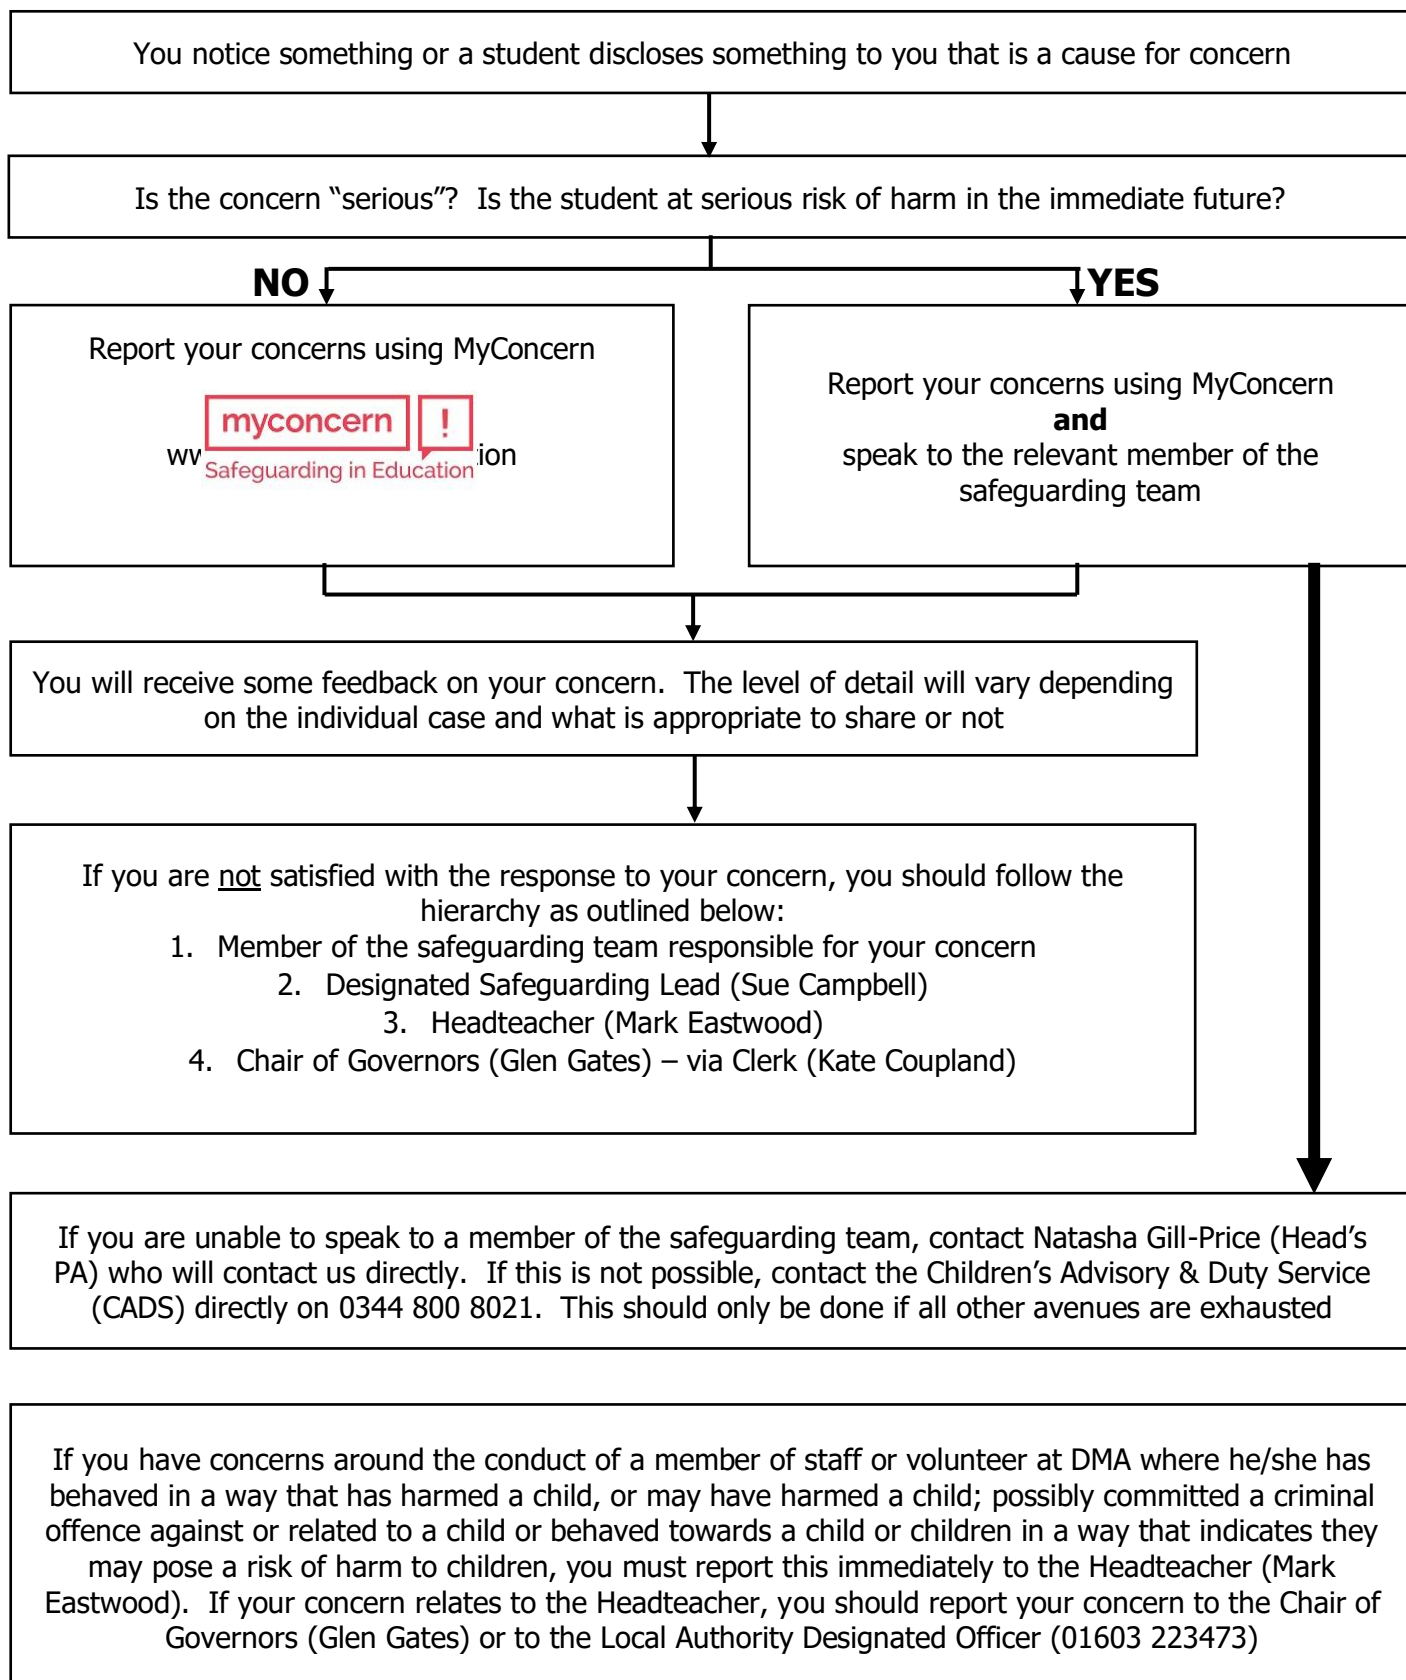 You notice something or a student discloses something to you that is a cause for concern
Is the concern “serious”? Is the student at serious risk of harm in the immediate future?
NO
YES
Report your concerns using MyConcern
myconcern !
Safeguarding in Education
Report your concerns using MyConcern
and
speak to the relevant member of the
safeguarding team
You will receive some feedback on your concern. The level of detail will vary depending
on the individual case and what is appropriate to share or not
If you are not satisfied with the response to your concern, you should follow the
hierarchy as outlined below:
1. Member of the safeguarding team responsible for your concern
2. Designated Safeguarding Lead (Sue Campbell)
3. Headteacher (Mark Eastwood)
4. Chair of Governors (Glen Gates) – via Clerk (Kate Coupland)
If you are unable to speak to a member of the safeguarding team, contact Natasha Gill-Price (Head’s
PA) who will contact us directly. If this is not possible, contact the Children’s Advisory & Duty Service
(CADS) directly on 0344 800 8021. This should only be done if all other avenues are exhausted
If you have concerns around the conduct of a member of staff or volunteer at DMA where he/she has
behaved in a way that has harmed a child, or may have harmed a child; possibly committed a criminal
offence against or related to a child or behaved towards a child or children in a way that indicates they
may pose a risk of harm to children, you must report this immediately to the Headteacher (Mark
Eastwood). If your concern relates to the Headteacher, you should report your concern to the Chair of
Governors (Glen Gates) or to the Local Authority Designated Officer (01603 223473)